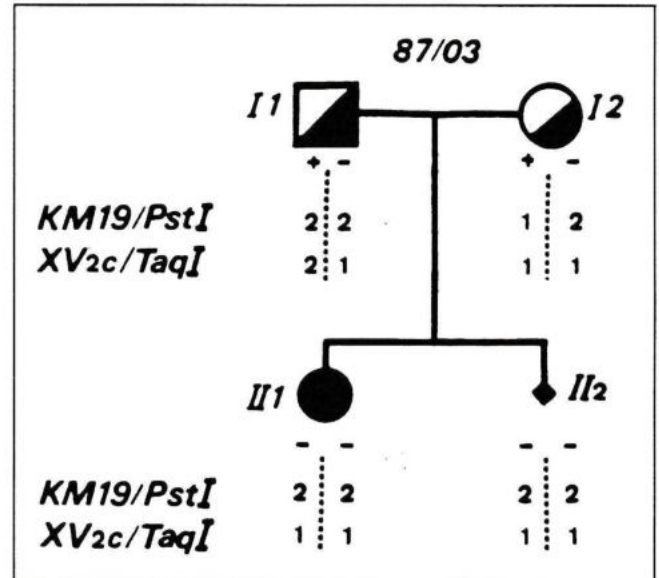 87/03
I1 I2
+ - + -
KM19/PstI 2 2 1 2
XV2c/TaqI 2 1 1 1
II1 II2
- - - -
KM19/PstI 2 2 2 2
XV2c/TaqI 1 1 1 1